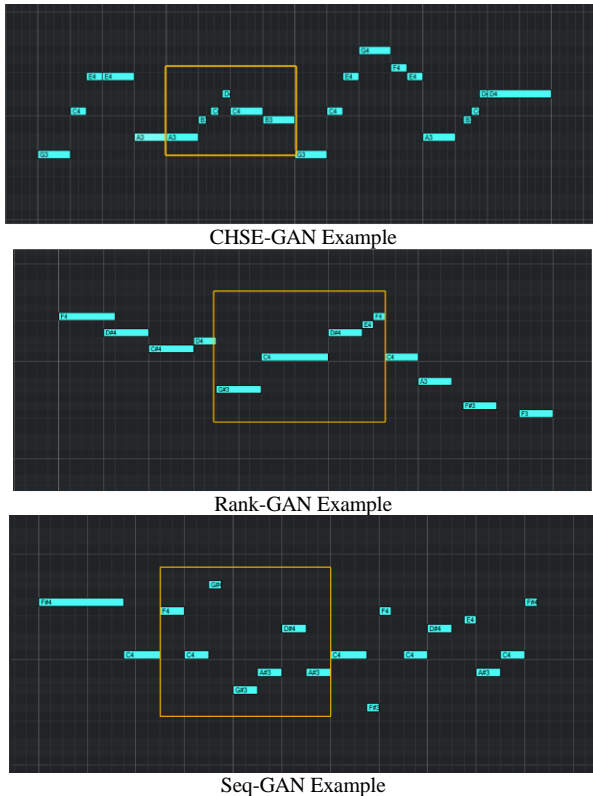 G4
F4
E4 E4 E4 E4
D D D4
C4 C C4 C4 C
B B3 B
A3 A3 A3
G3 G3
CHSE-GAN Example
F4 F4
E4
D#4 D#4
D4
C#4
C4 C4
A3
G#3
F#3
F3
Rank-GAN Example
G#4
F#4 F#4
F4 F4
E4
D#4 D#4
C4 C4 C4 C4 C4
A#3 A#3 A#3
G#3
F#3
Seq-GAN Example